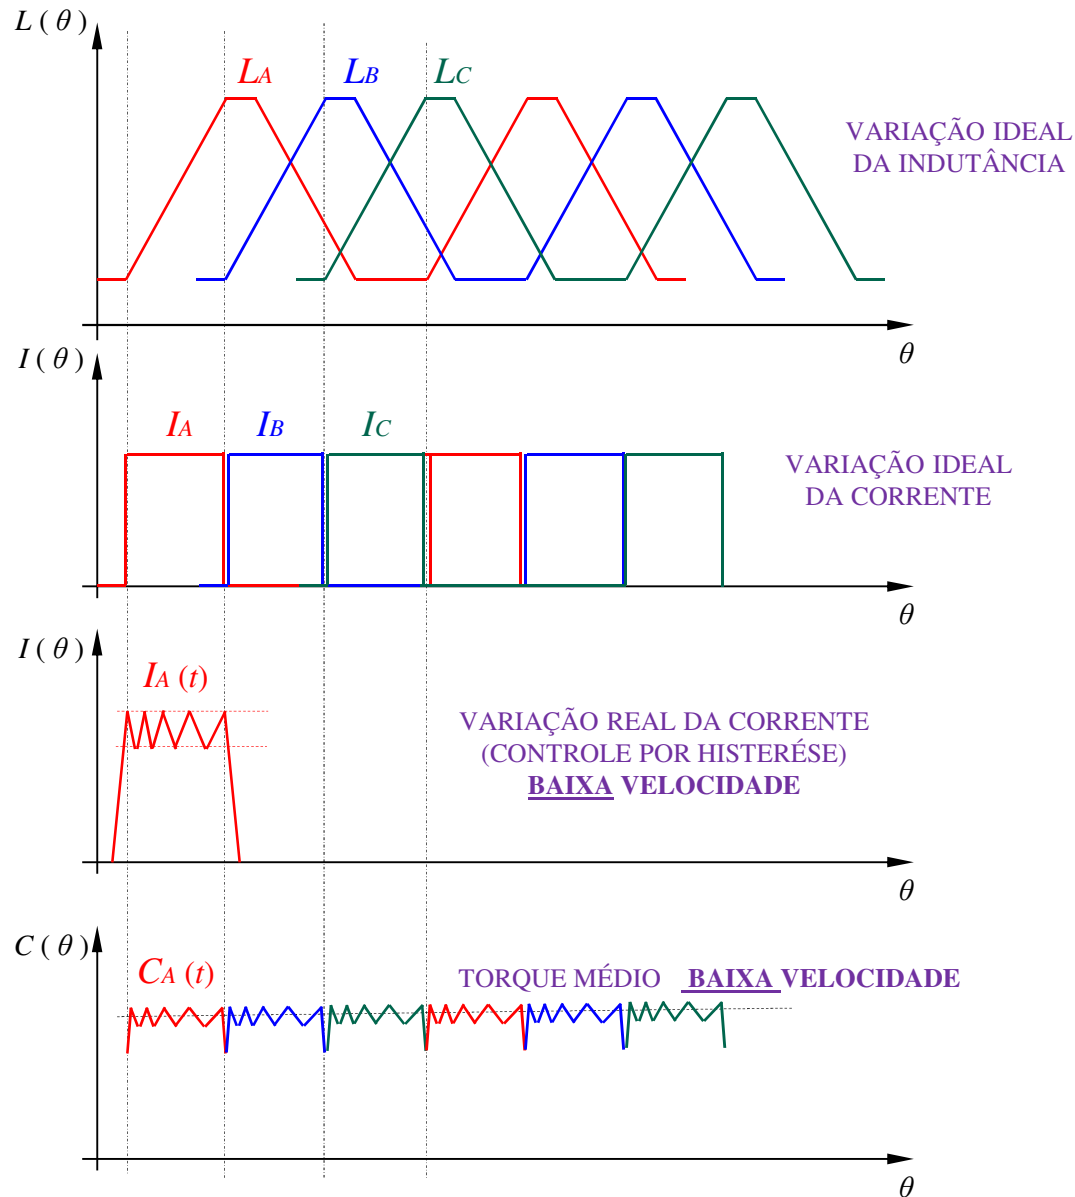 L(θ)
LA
LB
LC
VARIAÇÃO IDEAL
DA INDUTÂNCIA
θ
I(θ)
IA
IB
IC
VARIAÇÃO IDEAL
DA CORRENTE
θ
I(θ)
IA (t)
VARIAÇÃO REAL DA CORRENTE
(CONTROLE POR HISTERÉSE)
BAIXA VELOCIDADE
θ
C(θ)
CA (t)
TORQUE MÉDIO BAIXA VELOCIDADE
θ